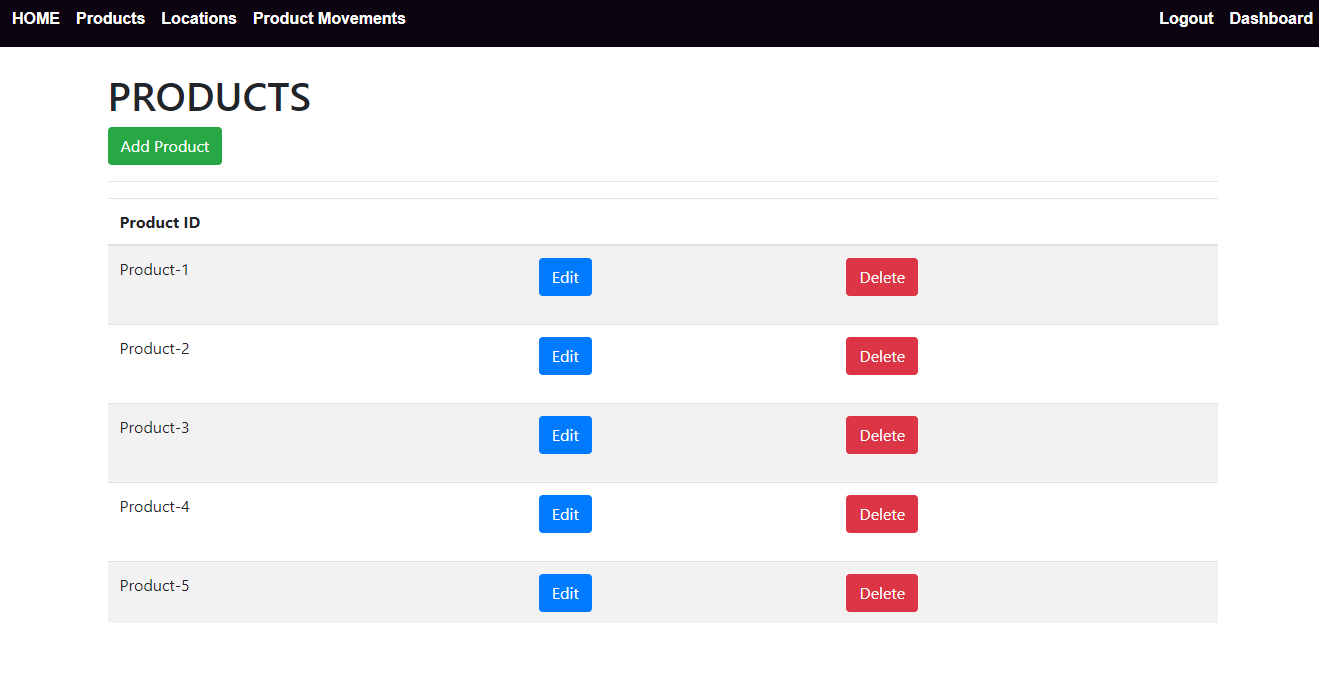 HOME Products Locations Product Movements Logout Dashboard
PRODUCTS
Add Product
Product ID
Product-1 Edit Delete
Product-2 Edit Delete
Product-3 Edit Delete
Product-4 Edit Delete
Product-5 Edit Delete